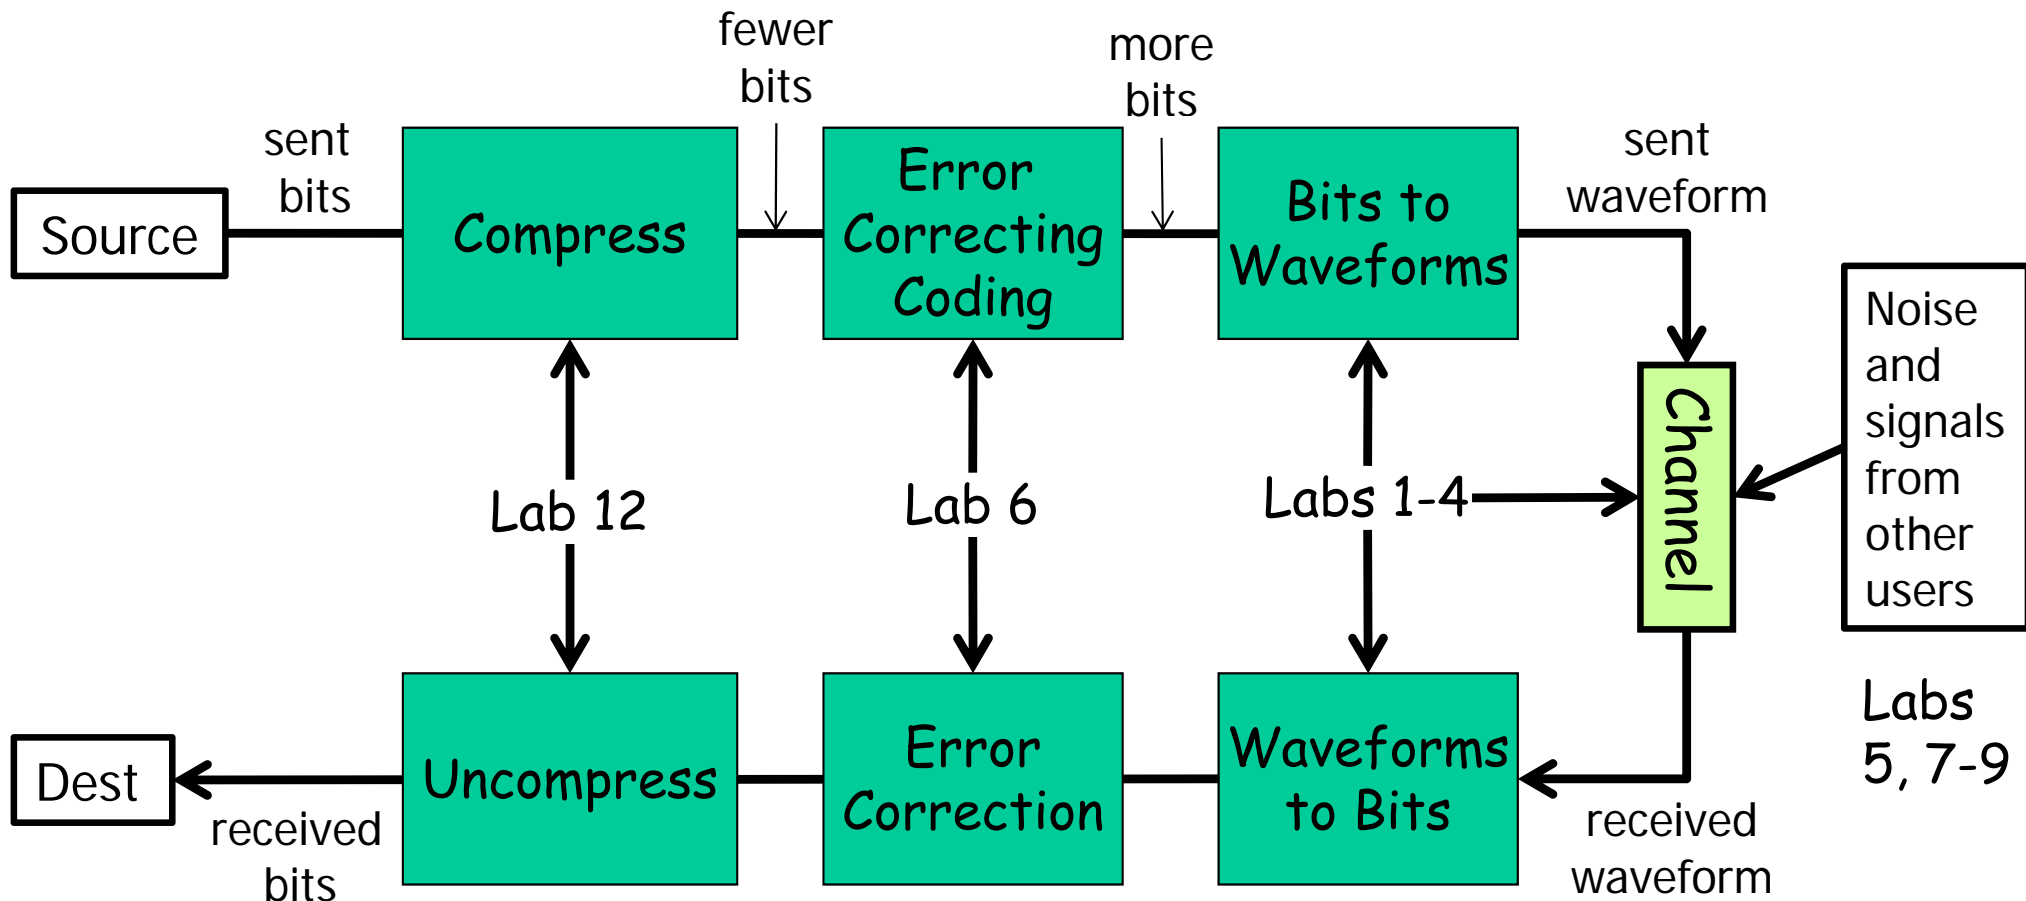 fewer
bits
more
bits
sent
bits
sent
waveform
Source
Compress
Error
Correcting
Coding
Bits to
Waveforms
Noise
and
signals
from
other
users
Channel
Lab 12
Lab 6
Labs 1-4
Labs
5, 7-9
Dest
Uncompress
Error
Correction
Waveforms
to Bits
received
bits
received
waveform